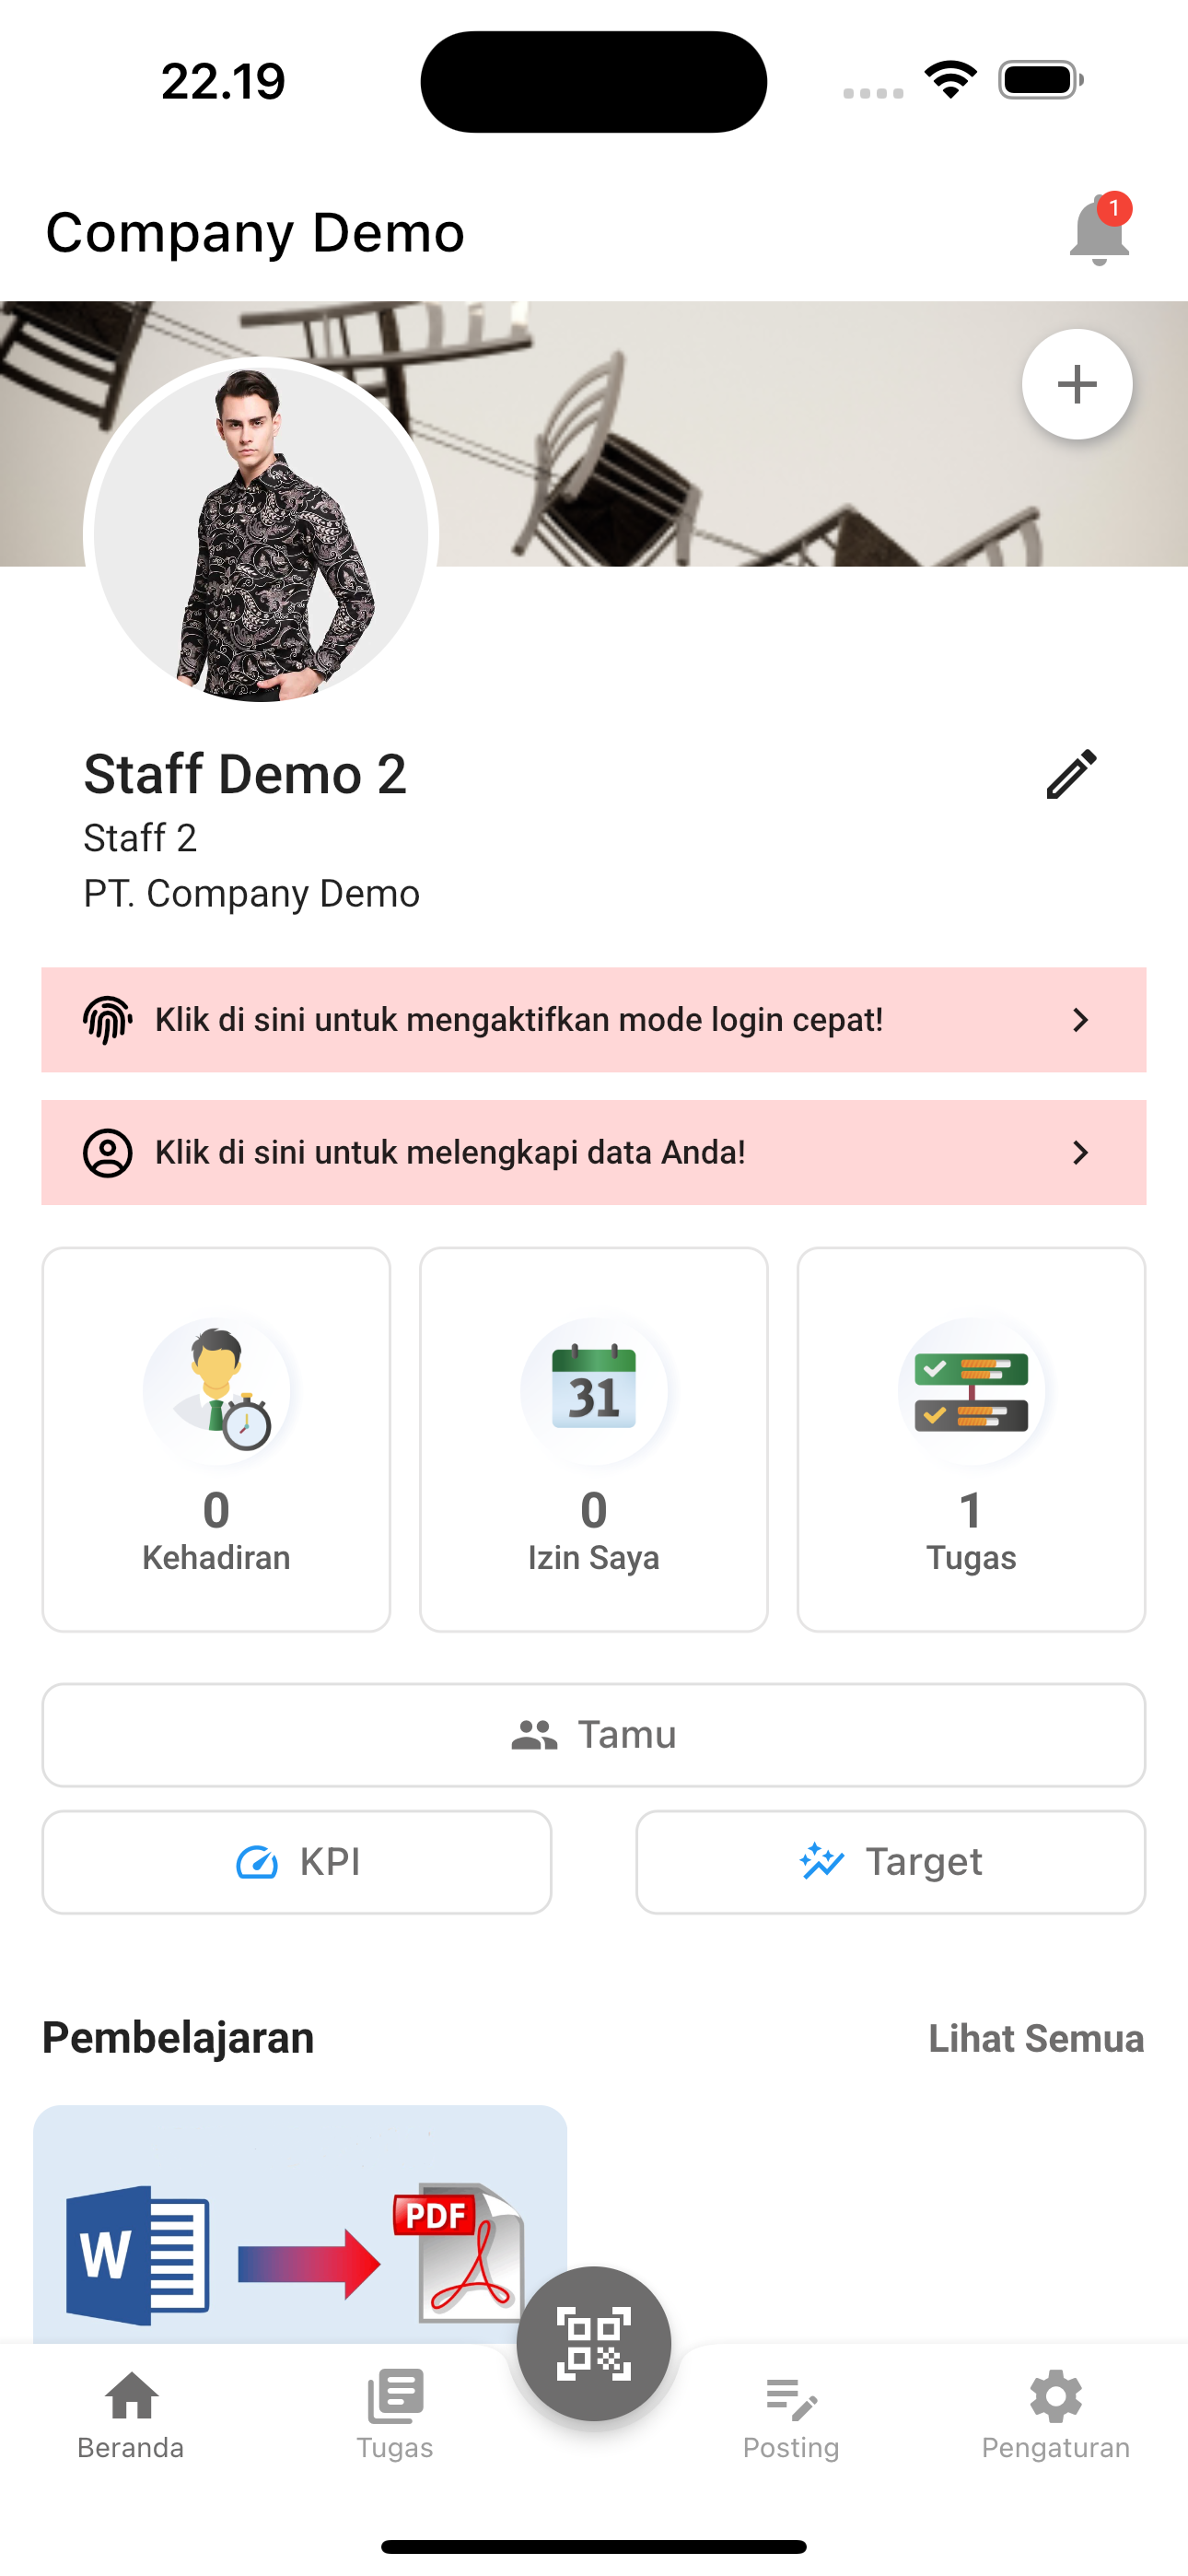 22.19
Company Demo
1
Staff Demo 2
Staff 2
PT. Company Demo
Klik di sini untuk mengaktifkan mode login cepat!
Klik di sini untuk melengkapi data Anda!
31
0
Kehadiran
0
Izin Saya
1
Tugas
Tamu
KPI
Target
Pembelajaran
Lihat Semua
W
PDF
Beranda
Tugas
Posting
Pengaturan